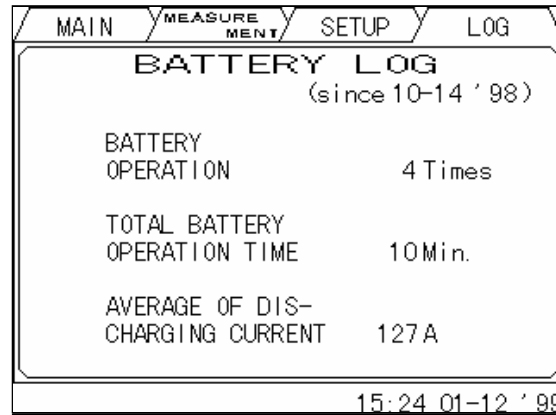 MAIN MEASURE MENT SETUP LOG
BATTERY LOG
(since 10-14 '98)
BATTERY
OPERATION 4 Times
TOTAL BATTERY
OPERATION TIME 10 Min.
AVERAGE OF DIS-
CHARGING CURRENT 127 A
15:24 01-12 '99